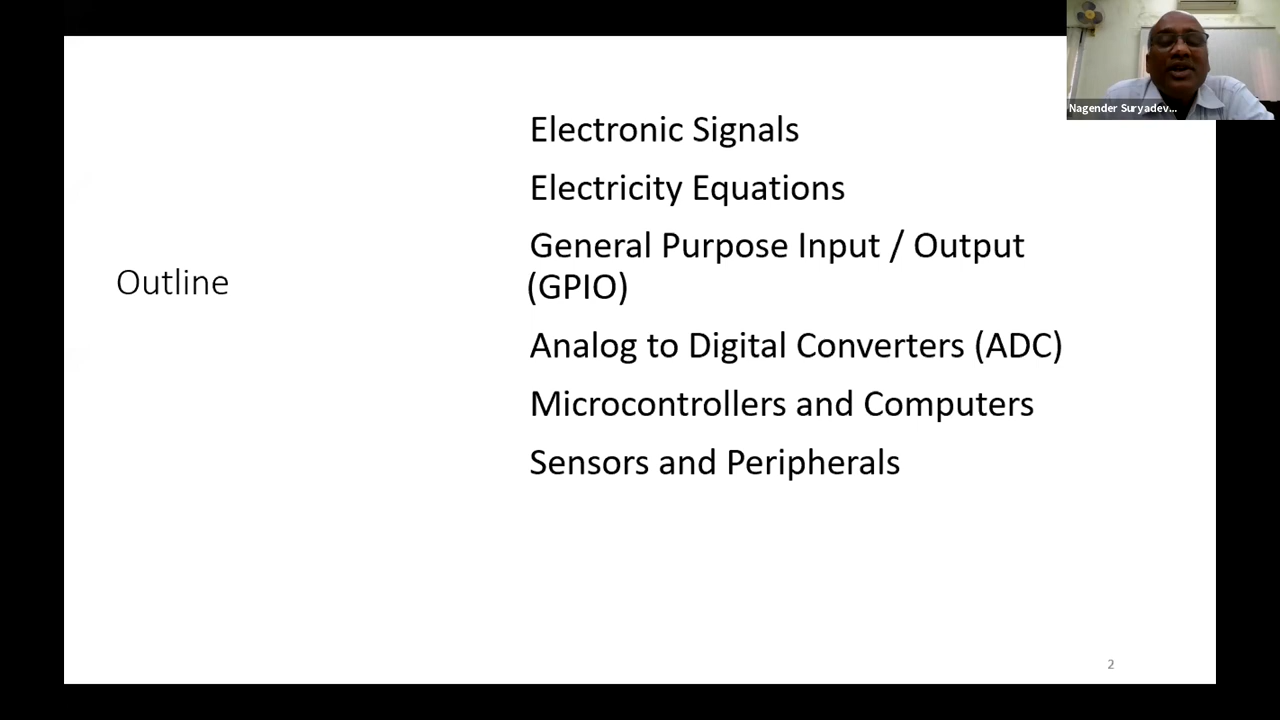 Nagender Suryadev...
Electronic Signals
Electricity Equations
General Purpose Input / Output
(GPIO)
Outline
Analog to Digital Converters (ADC)
Microcontrollers and Computers
Sensors and Peripherals
2